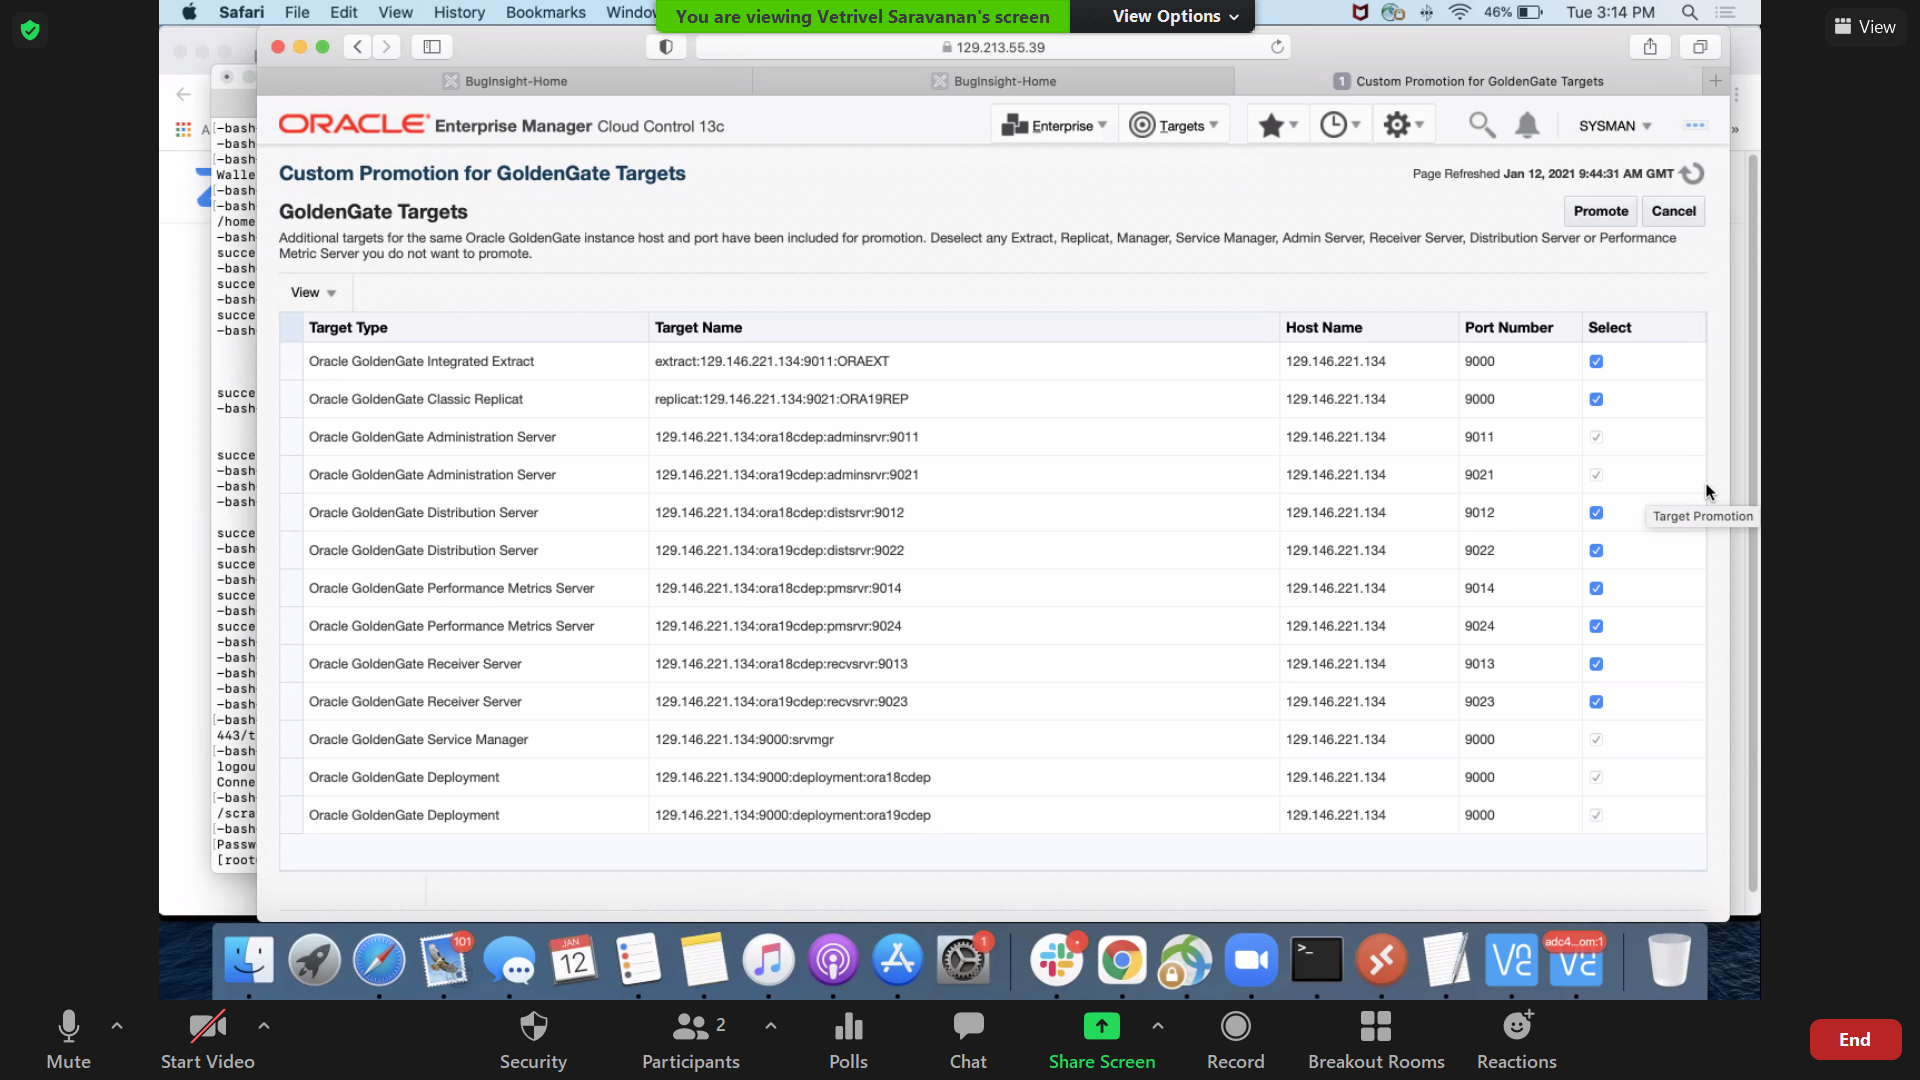 Safari File Edit View History Bookmarks Window
You are viewing Vetrivel Saravanan's screen
View Options
46%
Tue 3:14 PM
View
129.213.55.39
BugInsight-Home
BugInsight-Home
1 Custom Promotion for GoldenGate Targets
ORACLE Enterprise Manager Cloud Control 13c
Enterprise
Targets
SYSMAN
Custom Promotion for GoldenGate Targets
Page Refreshed Jan 12, 2021 9:44:31 AM GMT
GoldenGate Targets
Promote
Cancel
Additional targets for the same Oracle GoldenGate instance host and port have been included for promotion. Deselect any Extract, Replicat, Manager, Service Manager, Admin Server, Receiver Server, Distribution Server or Performance
Metric Server you do not want to promote.
View
Target Type Target Name Host Name Port Number Select
Oracle GoldenGate Integrated Extract extract:129.146.221.134:9011:ORAEXT 129.146.221.134 9000
Oracle GoldenGate Classic Replicat replicat:129.146.221.134:9021:ORA19REP 129.146.221.134 9000
Oracle GoldenGate Administration Server 129.146.221.134:ora18cdep:adminsrvr:9011 129.146.221.134 9011
Oracle GoldenGate Administration Server 129.146.221.134:ora19cdep:adminsrvr:9021 129.146.221.134 9021
Oracle GoldenGate Distribution Server 129.146.221.134:ora18cdep:distsrvr:9012 129.146.221.134 9012
Oracle GoldenGate Distribution Server 129.146.221.134:ora19cdep:distsrvr:9022 129.146.221.134 9022
Oracle GoldenGate Performance Metrics Server 129.146.221.134:ora18cdep:pmsrvr:9014 129.146.221.134 9014
Oracle GoldenGate Performance Metrics Server 129.146.221.134:ora19cdep:pmsrvr:9024 129.146.221.134 9024
Oracle GoldenGate Receiver Server 129.146.221.134:ora18cdep:recvsrvr:9013 129.146.221.134 9013
Oracle GoldenGate Receiver Server 129.146.221.134:ora19cdep:recvsrvr:9023 129.146.221.134 9023
Oracle GoldenGate Service Manager 129.146.221.134:9000:srvmgr 129.146.221.134 9000
Oracle GoldenGate Deployment 129.146.221.134:9000:deployment:ora18cdep 129.146.221.134 9000
Oracle GoldenGate Deployment 129.146.221.134:9000:deployment:ora19cdep 129.146.221.134 9000
Target Promotion
[-bash
-bash
[-bash
Walle
[-bash
[-bash
/home
-bash
succe
-bash
succe
-bash
succe
-bash
succe
-bash
succe
-bash
-bash
-bash
succe
-bash
succe
-bash
succe
-bash
succe
-bash
-bash
-bash
-bash
-bash
[-bash
443/t
[-bash
logou
Conne
[-bash
/scra
[-bash
[Passw
[root
101
JAN
12
1
adc4...om:1
Mute
Start Video
Security
2
Participants
Polls
Chat
Share Screen
Record
Breakout Rooms
Reactions
End